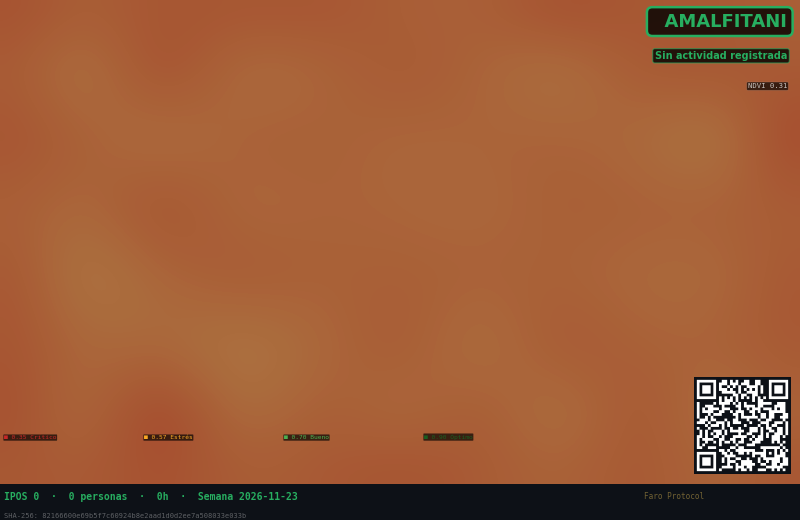 AMALFITANI
Sin actividad registrada
NDVI 0.31
■ 0.57 Estrés ■ 0.70 Bueno
IPOS 0 · 0 personas · 0h · Semana 2026-11-23
Faro Protocol
SHA-256: